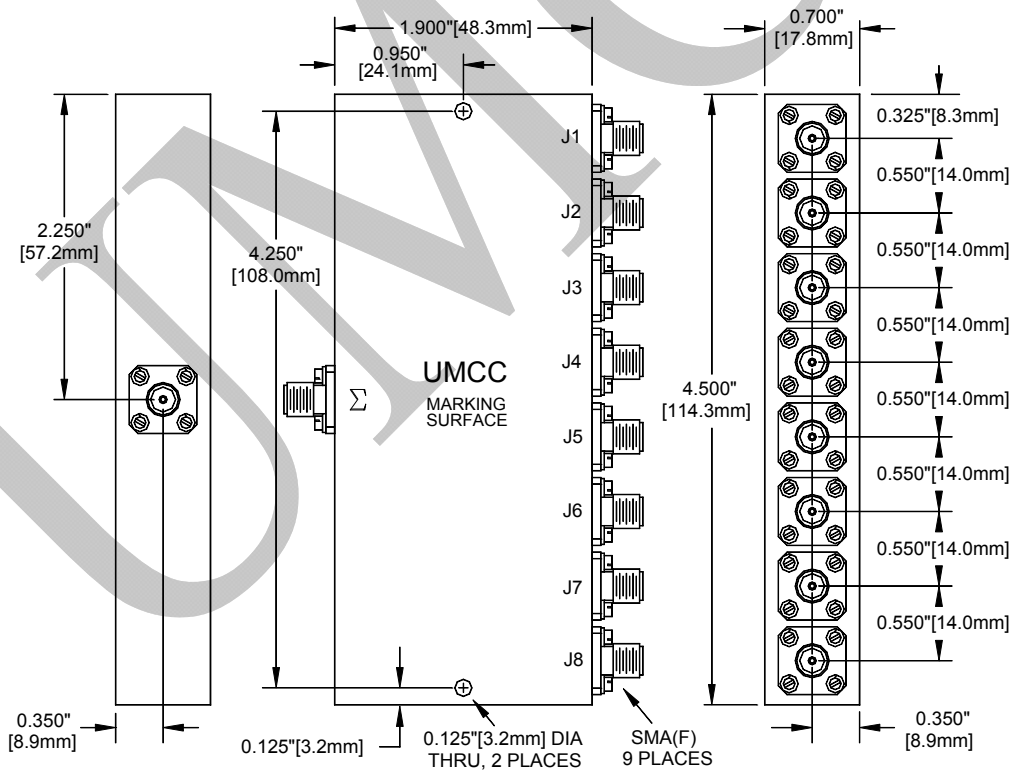 1.900"[48.3mm]
0.950"
[24.1mm]
0.700"
[17.8mm]
0.325"[8.3mm]
0.550"[14.0mm]
0.550"[14.0mm]
0.550"[14.0mm]
0.550"[14.0mm]
0.550"[14.0mm]
0.550"[14.0mm]
0.550"[14.0mm]
2.250"
[57.2mm]
4.250"
[108.0mm]
J1
J2
J3
J4
J5
J6
J7
J8
Σ
UMCC
MARKING
SURFACE
4.500"
[114.3mm]
0.350"
[8.9mm]
0.125"[3.2mm]
0.125"[3.2mm] DIA
THRU, 2 PLACES
SMA(F)
9 PLACES
0.350"
[8.9mm]
UMC